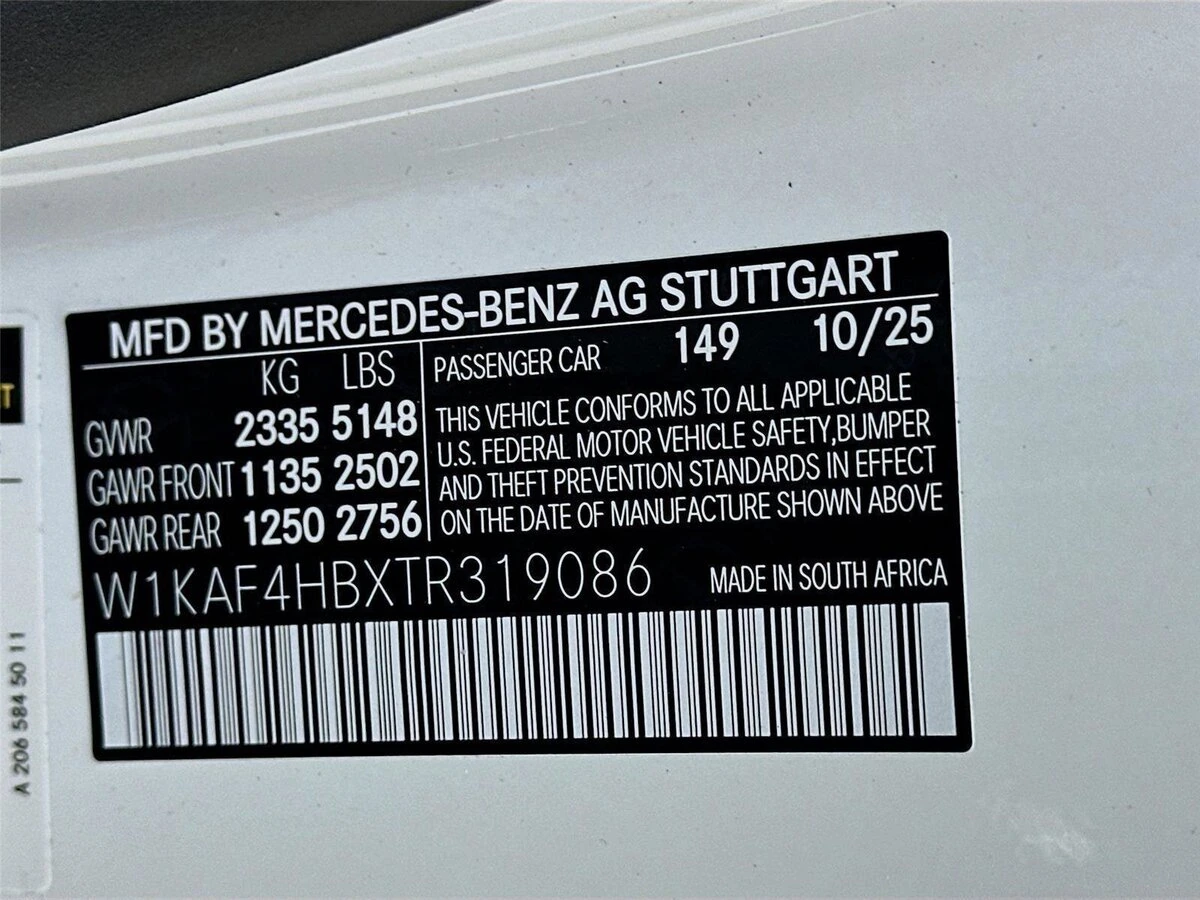 MFD BY MERCEDES-BENZ AG STUTTGART
KG LBS
GVWR 2335 5148
GAWR FRONT 1135 2502
GAWR REAR 1250 2756
PASSENGER CAR 149 10/25
THIS VEHICLE CONFORMS TO ALL APPLICABLE
U.S. FEDERAL MOTOR VEHICLE SAFETY,BUMPER
AND THEFT PREVENTION STANDARDS IN EFFECT
ON THE DATE OF MANUFACTURE SHOWN ABOVE
W1KAF4HBXTR319086 MADE IN SOUTH AFRICA
A 206 584 50 11